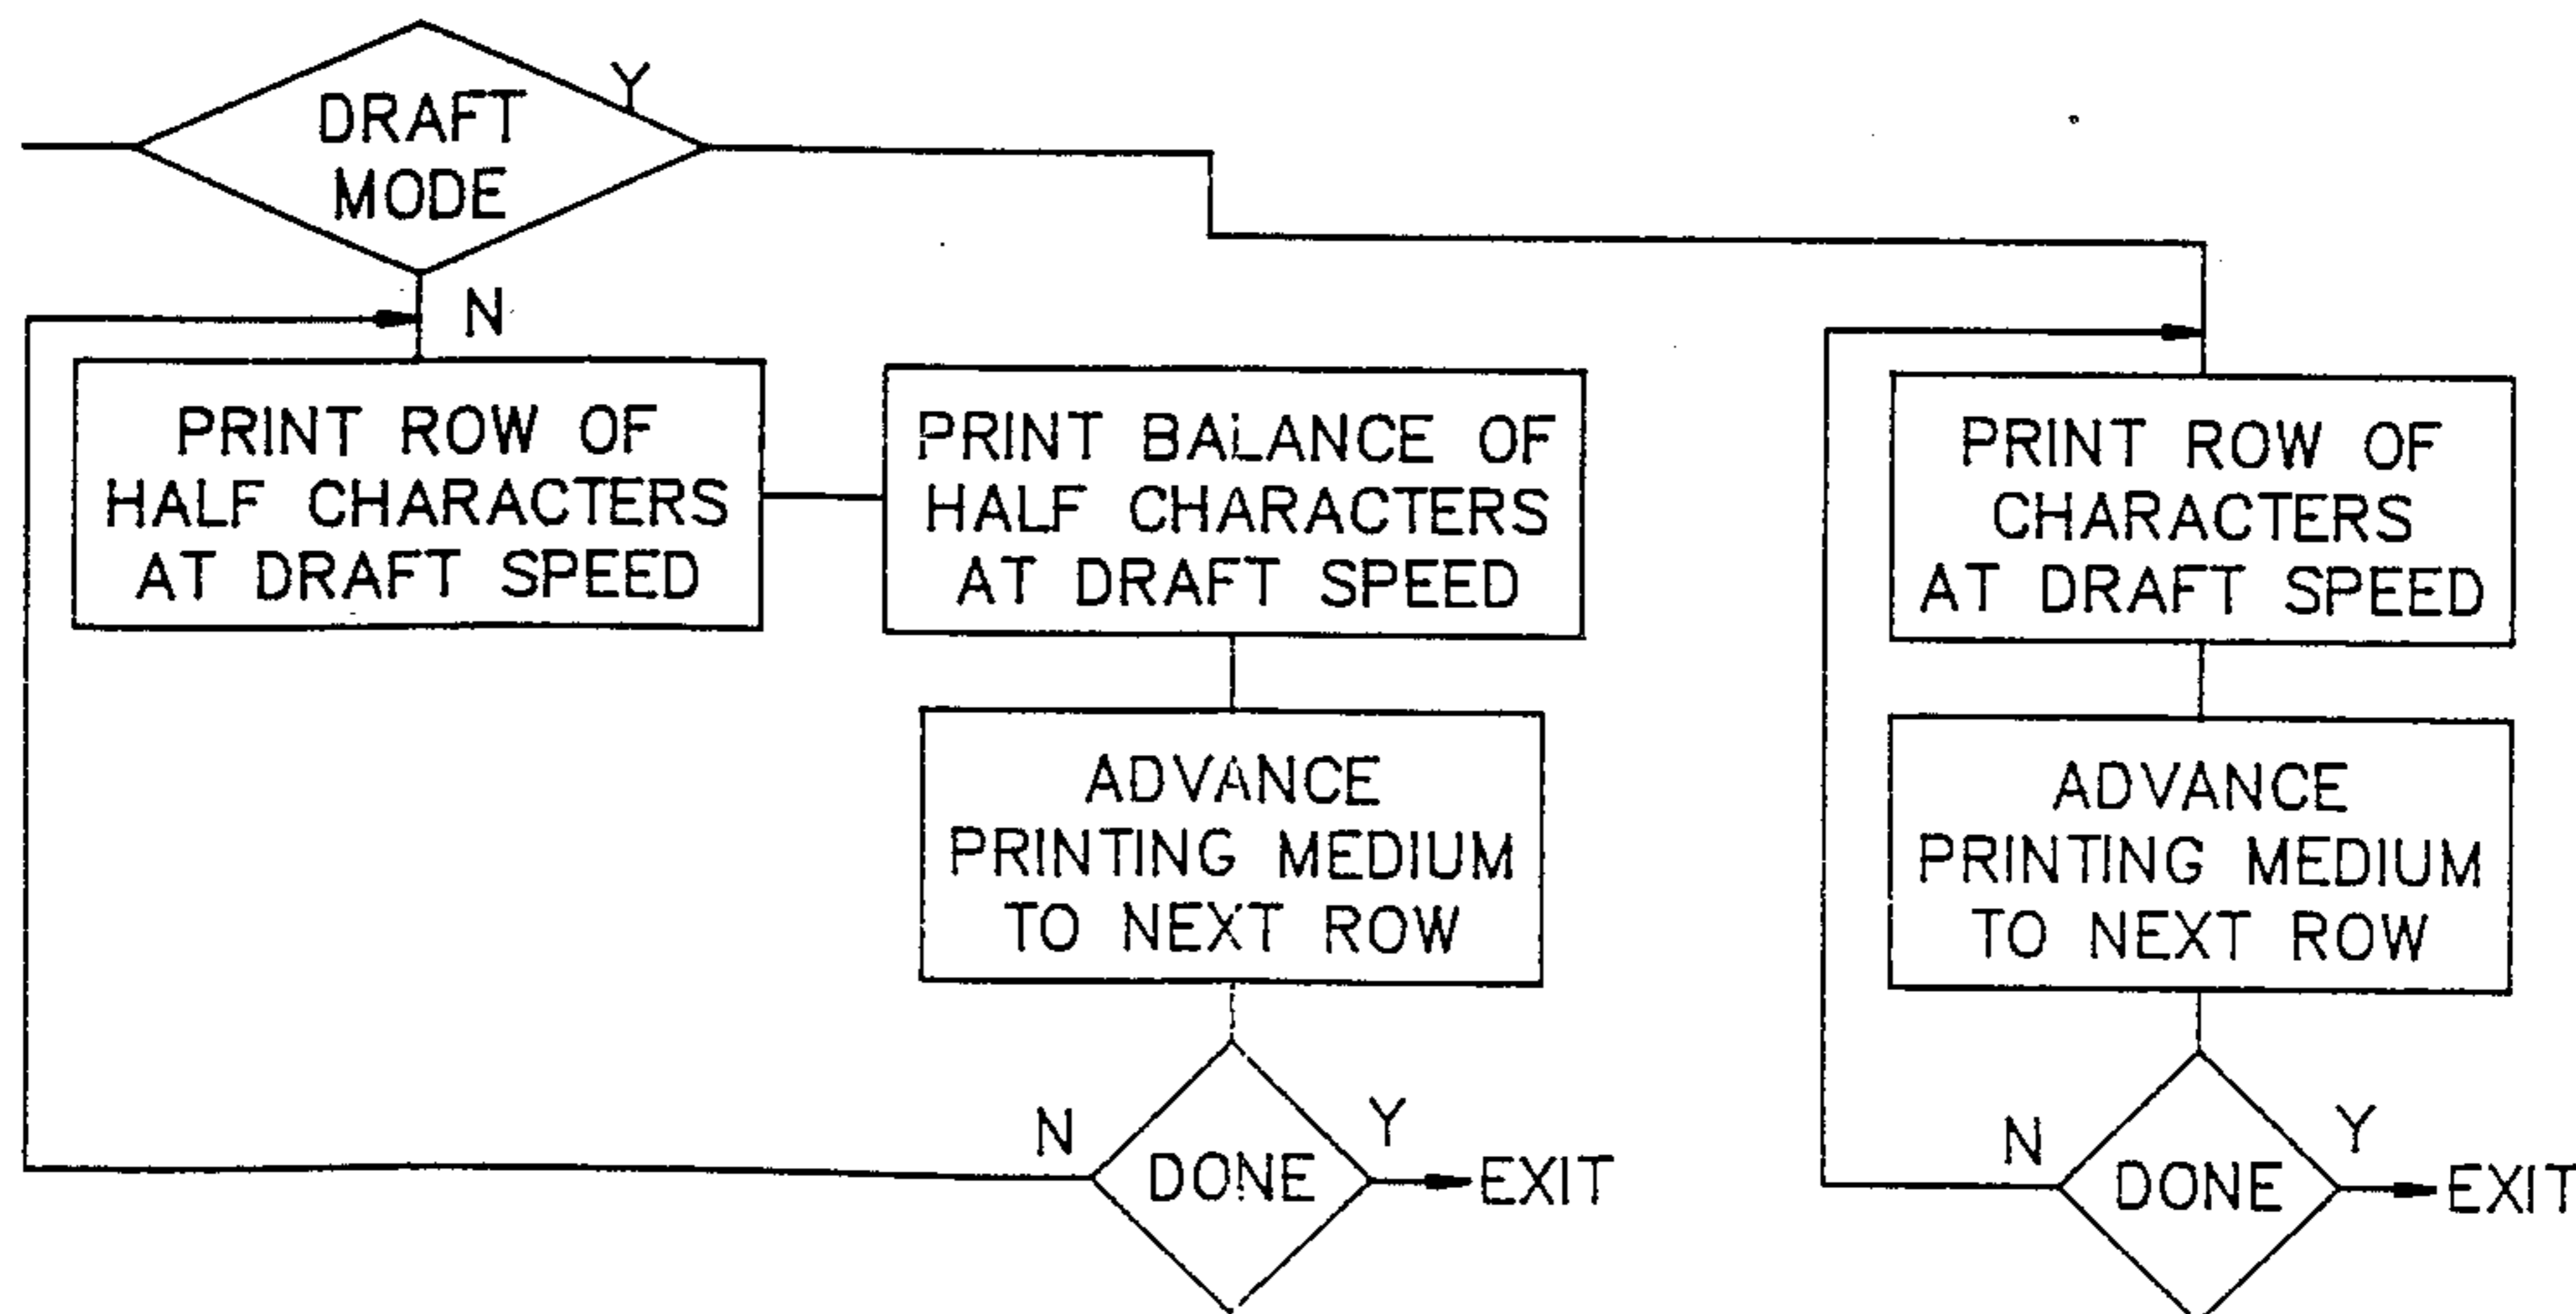 DRAFT
MODE
Y
N
PRINT ROW OF
HALF CHARACTERS
AT DRAFT SPEED
PRINT BALANCE OF
HALF CHARACTERS
AT DRAFT SPEED
ADVANCE
PRINTING MEDIUM
TO NEXT ROW
N
DONE
Y
EXIT
PRINT ROW OF
CHARACTERS
AT DRAFT SPEED
ADVANCE
PRINTING MEDIUM
TO NEXT ROW
N
DONE
Y
EXIT